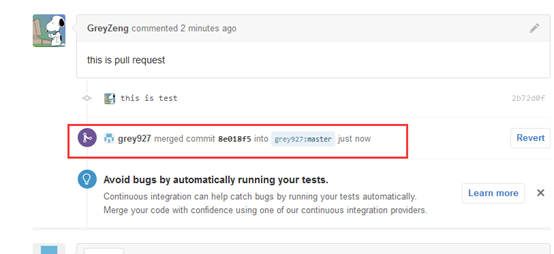 GreyZeng commented 2 minutes ago
this is pull request
this is test 2b72d0f
grey927 merged commit 8e018f5 into grey927:master just now Revert
Avoid bugs by automatically running your tests.
Continuous integration can help catch bugs by running your tests automatically.
Merge your code with confidence using one of our continuous integration providers.
Learn more